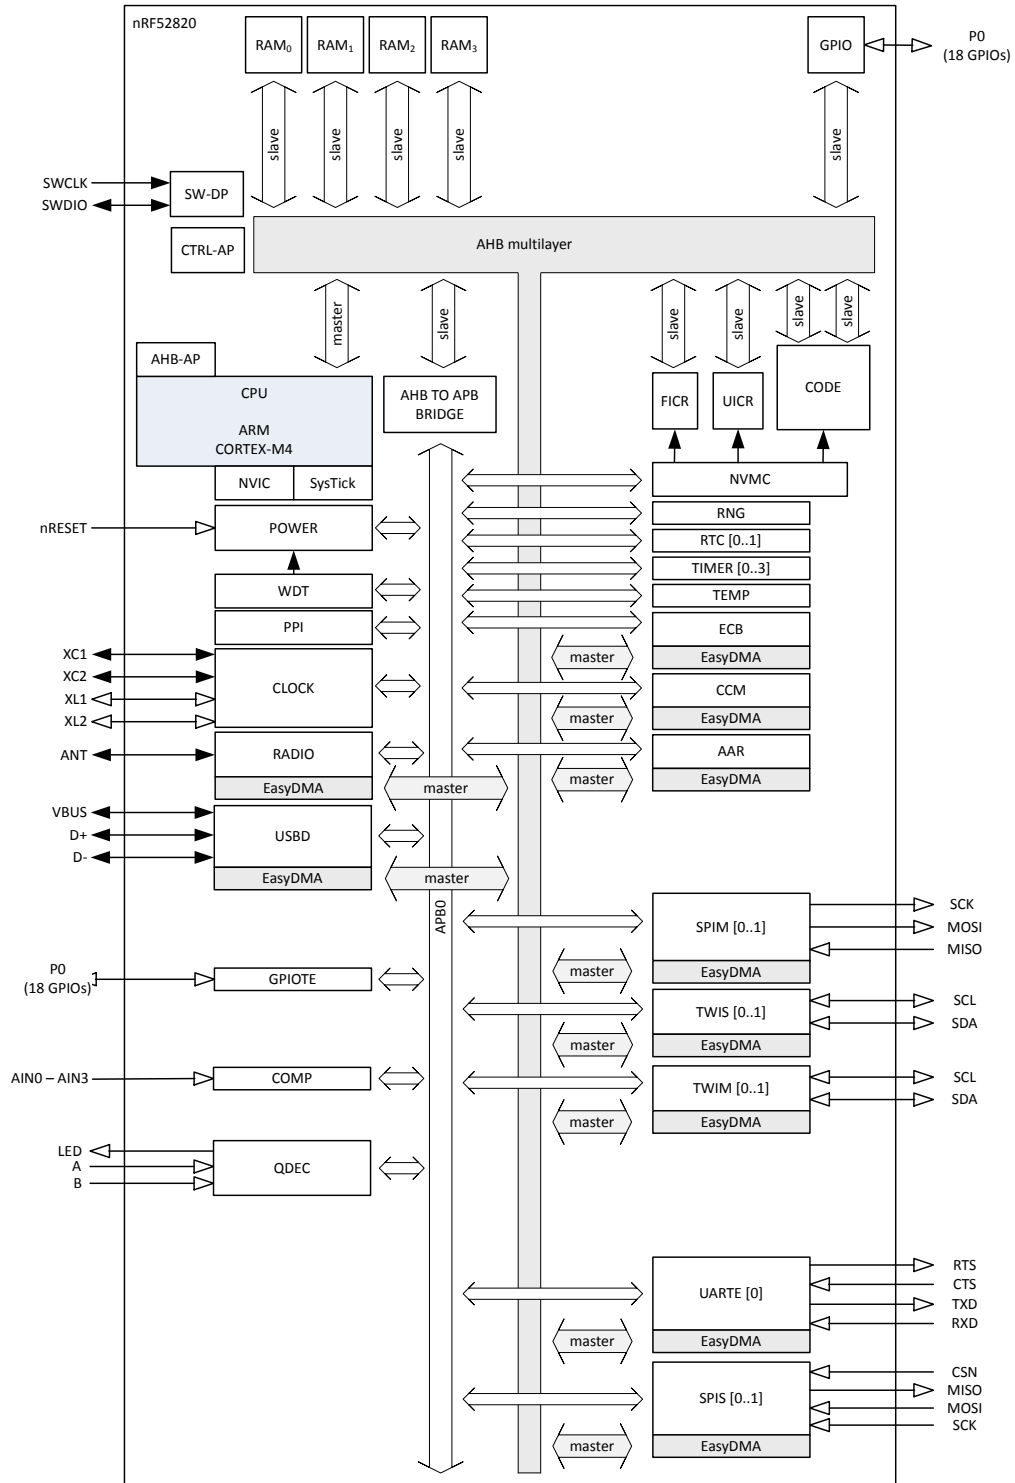 nRF52820
RAM0
RAM1
RAM2
RAM3
GPIO
P0
(18 GPIOs)
slave
slave
slave
slave
slave
SWCLK
SWDIO
SW-DP
CTRL-AP
AHB multilayer
master
slave
slave
slave
slave
slave
AHB-AP
CPU
ARM
CORTEX-M4
NVIC
SysTick
AHB TO APB
BRIDGE
FICR
UICR
CODE
NVMC
nRESET
POWER
RNG
RTC [0..1]
TIMER [0..3]
WDT
TEMP
PPI
ECB
master
EasyDMA
XC1
XC2
XL1
XL2
CLOCK
CCM
master
EasyDMA
ANT
RADIO
EasyDMA
master
AAR
master
EasyDMA
VBUS
D+
D-
USBD
EasyDMA
master
APB0
SPIM [0..1]
master
EasyDMA
SCK
MOSI
MISO
P0
(18 GPIOs)
GPIOTE
TWIS [0..1]
master
EasyDMA
SCL
SDA
AIN0 – AIN3
COMP
TWIM [0..1]
master
EasyDMA
SCL
SDA
LED
A
B
QDEC
UARTE [0]
master
EasyDMA
RTS
CTS
TXD
RXD
SPIS [0..1]
master
EasyDMA
CSN
MISO
MOSI
SCK